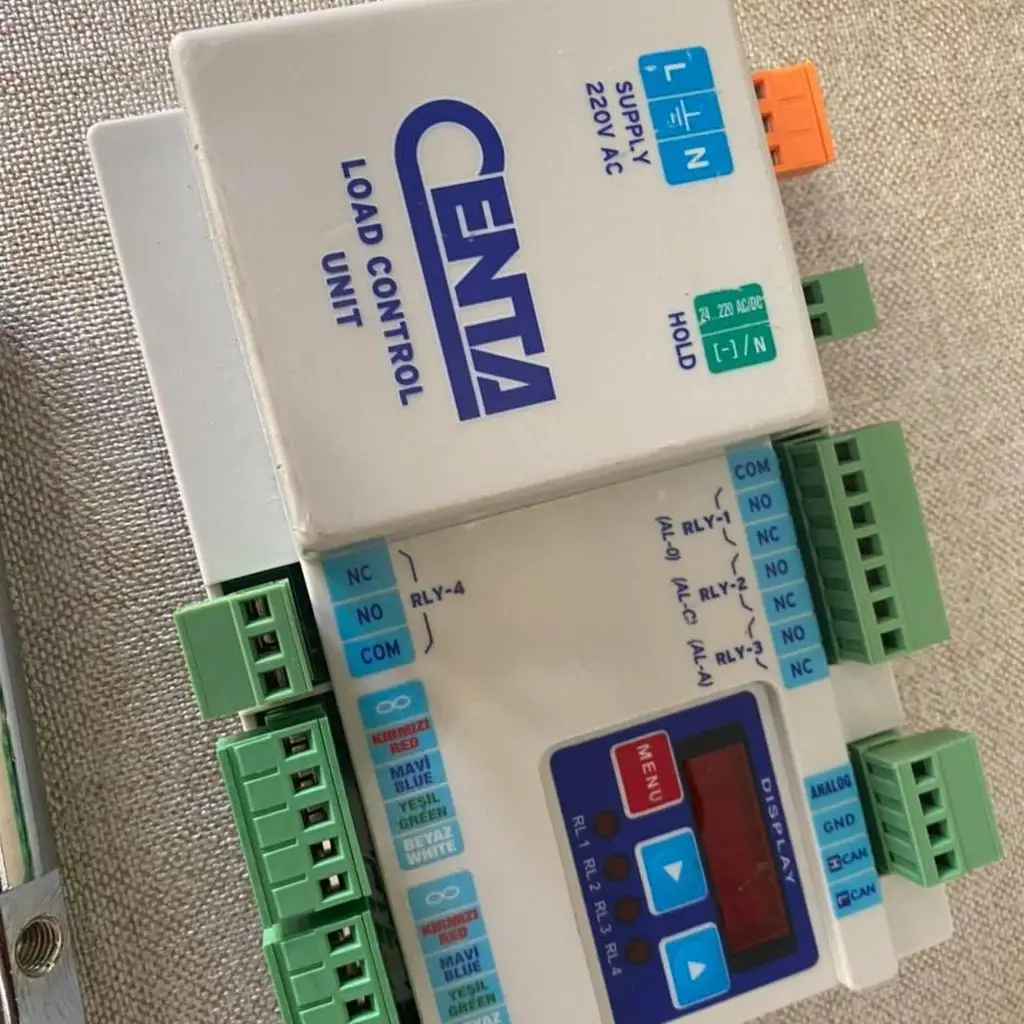 L
N
SUPPLY
220V AC
24...220 AC/DC
N / [-]
HOLD
CENTA
LOAD CONTROL
UNIT
COM
NO
NC
NO
NC
NO
NC
RLY-1
(AL-0)
RLY-2
(AL-C)
RLY-3
(AL-A)
NC
NO
COM
RLY-4
∞
KIRMIZI
RED
MAVİ
BLUE
YEŞİL
GREEN
BEYAZ
WHITE
∞
KIRMIZI
RED
MAVİ
BLUE
YEŞİL
GREEN
DISPLAY
MENU
RL 1
RL 2
RL 3
RL 4
ANALOG
GND
H CAN
L CAN